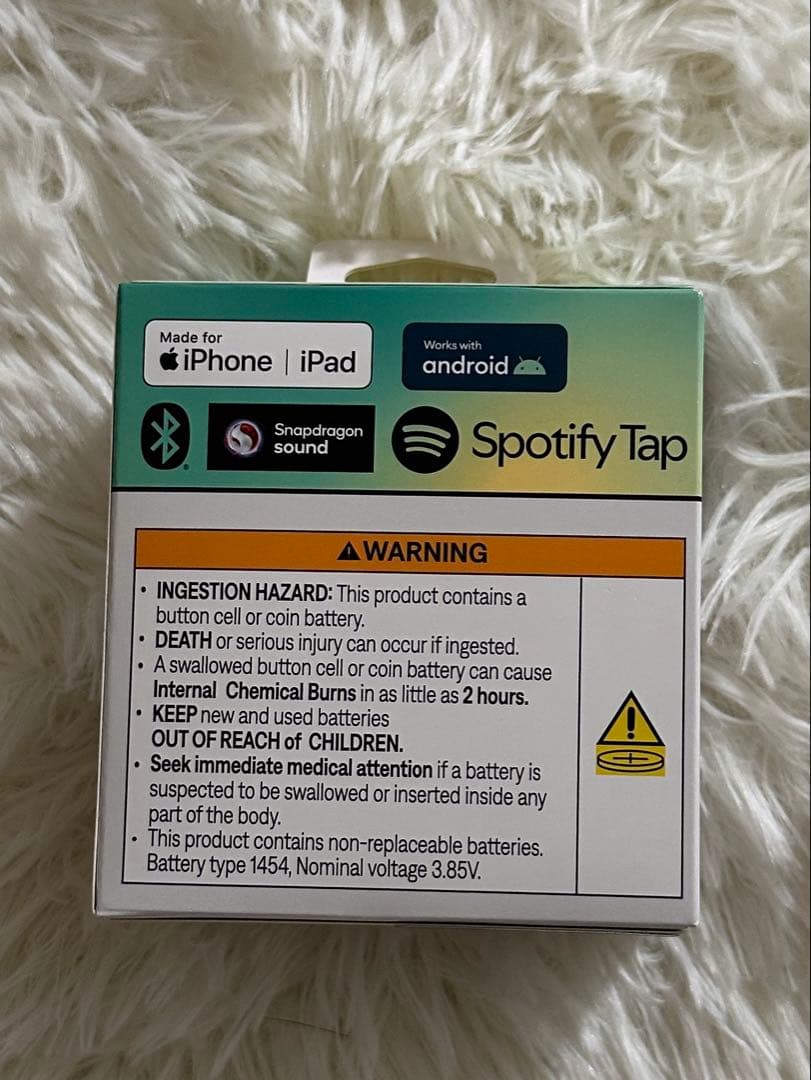 Made for
iPhone | iPad
Works with
android
Snapdragon
sound
Spotify Tap
WARNING
• INGESTION HAZARD: This product contains a
button cell or coin battery.
• DEATH or serious injury can occur if ingested.
• A swallowed button cell or coin battery can cause
Internal Chemical Burns in as little as 2 hours.
• KEEP new and used batteries
OUT OF REACH of CHILDREN.
• Seek immediate medical attention if a battery is
suspected to be swallowed or inserted inside any
part of the body.
• This product contains non-replaceable batteries.
Battery type 1454, Nominal voltage 3.85V.